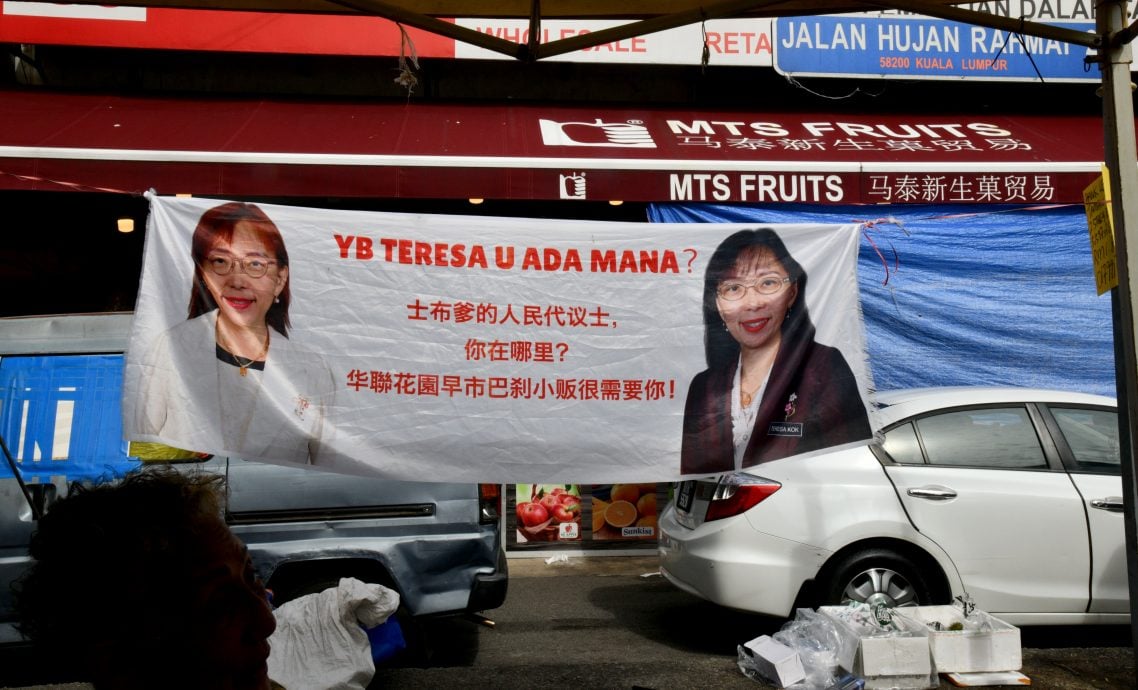 WHOLESALE
RETA
JALAN HUJAN RAHMAT 2
58200 KUALA LUMPUR
MTS FRUITS
马泰新生菓贸易
MTS FRUITS 马泰新生菓贸易
YB TERESA U ADA MANA?
士布爹的人民代议士,
你在哪里?
华聯花園早市巴刹小贩很需要你!
TERESA KOK
Sunkist